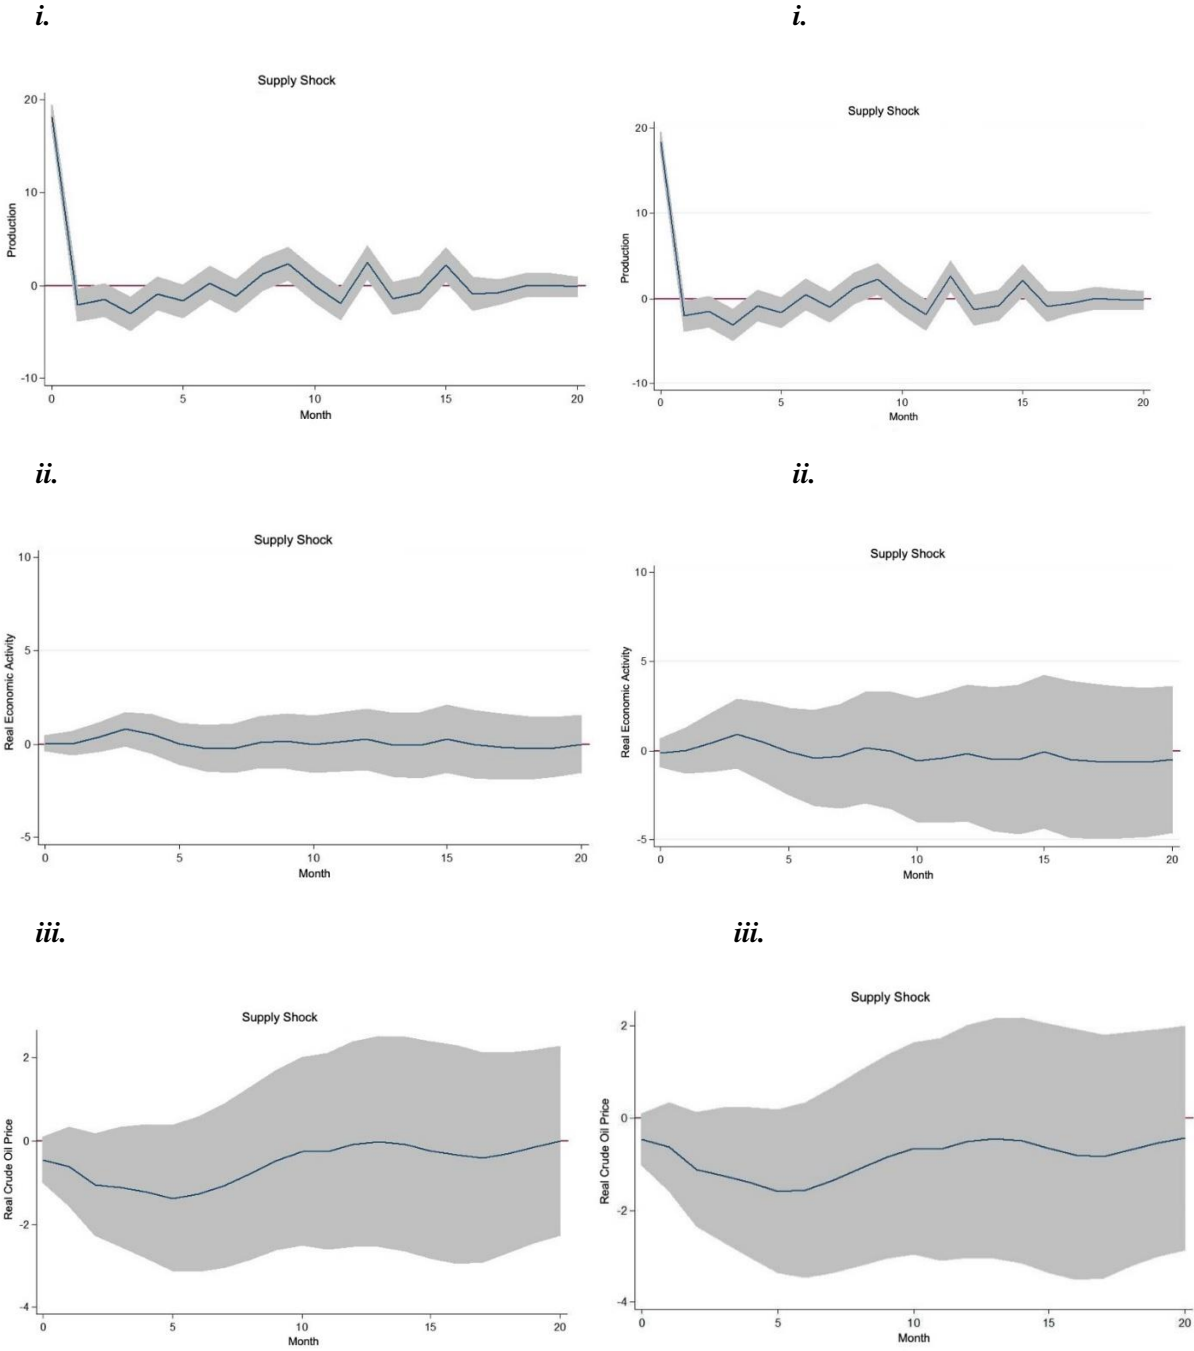 i.
i.
Supply Shock
20
10
0
-10
Production
0 5 10 15 20
Month
Supply Shock
20
10
0
-10
Production
0 5 10 15 20
Month
ii.
ii.
Supply Shock
10
5
0
-5
Real Economic Activity
0 5 10 15 20
Month
Supply Shock
10
5
0
-5
Real Economic Activity
0 5 10 15 20
Month
iii.
iii.
Supply Shock
2
0
-2
-4
Real Crude Oil Price
0 5 10 15 20
Month
Supply Shock
2
0
-2
-4
Real Crude Oil Price
0 5 10 15 20
Month